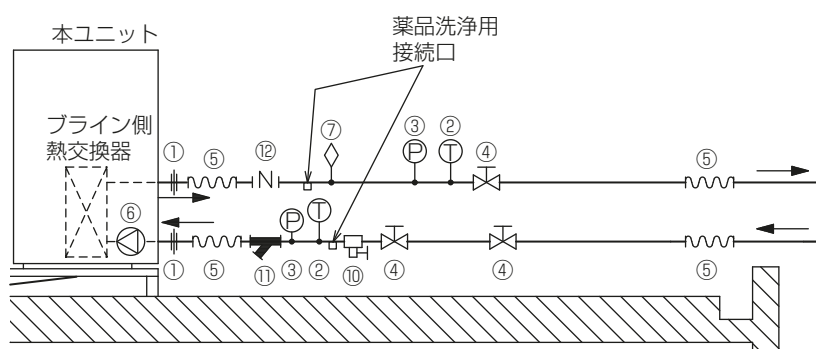 本ユニット
薬品洗浄用
接続口
ブライン側
熱交換器
① ⑤ ⑫ ⑦ ③ ② ④ ⑤
N P T
⑥
P T
① ⑤ ⑪ ③ ② ⑩ ④ ④ ⑤